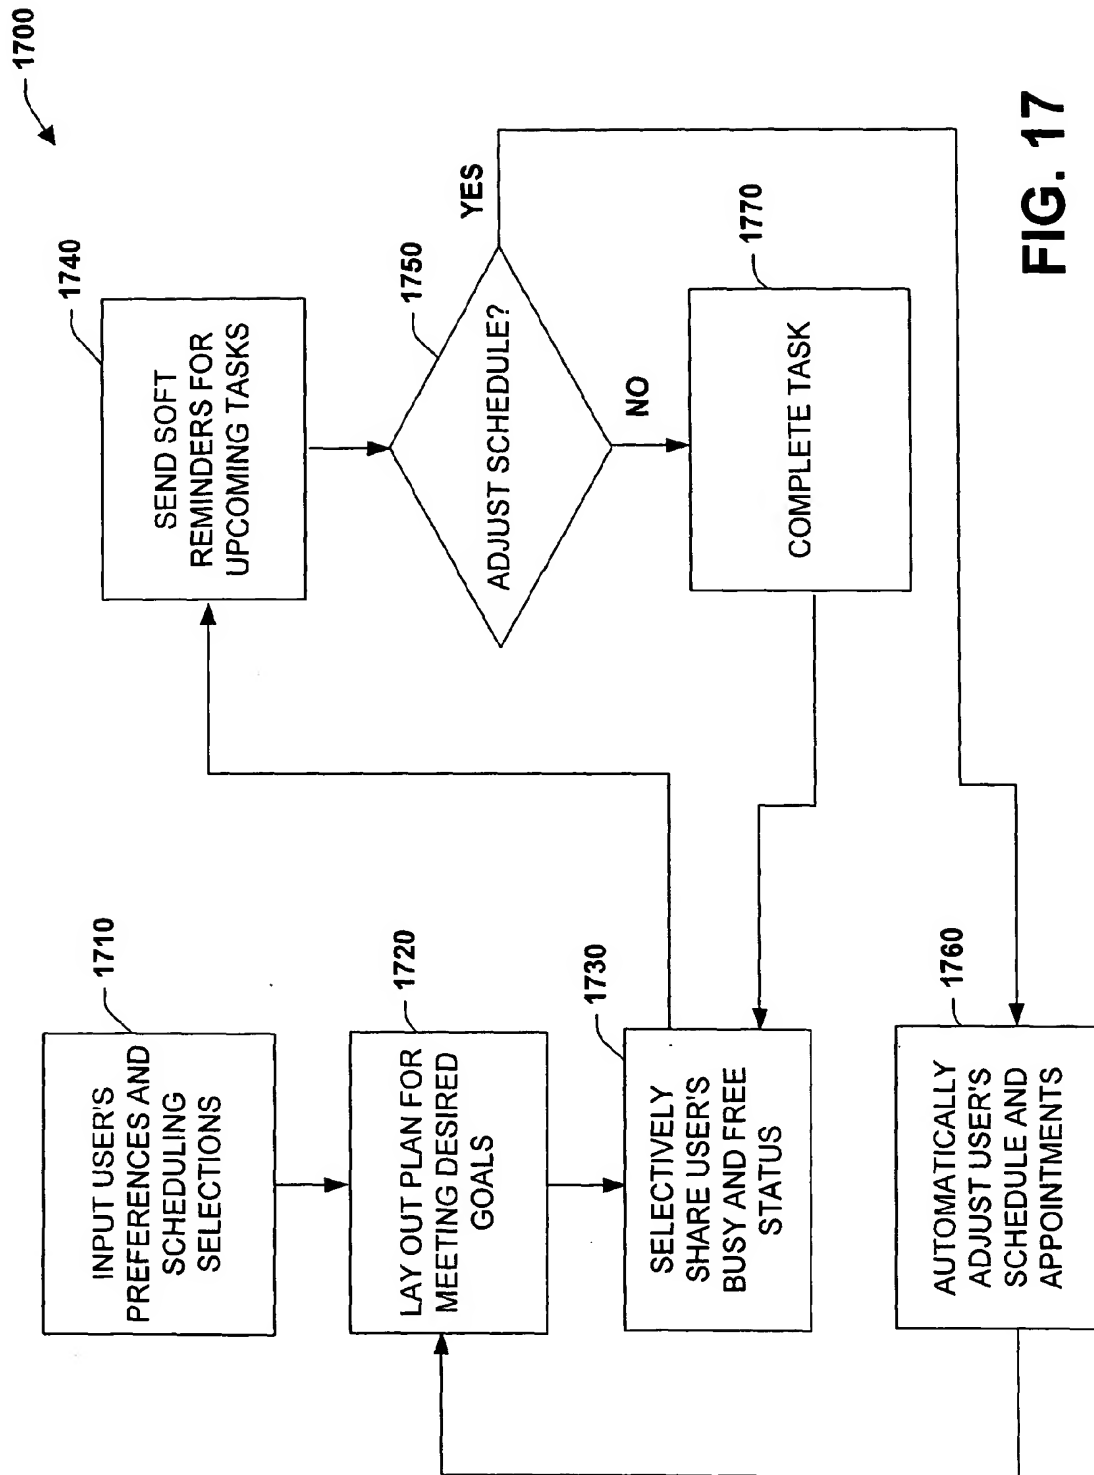 1700
1710
INPUT USER'S
PREFERENCES AND
SCHEDULING
SELECTIONS
1720
LAY OUT PLAN FOR
MEETING DESIRED
GOALS
1730
SELECTIVELY
SHARE USER'S
BUSY AND FREE
STATUS
1760
AUTOMATICALLY
ADJUST USER'S
SCHEDULE AND
APPOINTMENTS
1740
SEND SOFT
REMINDERS FOR
UPCOMING TASKS
1750
ADJUST SCHEDULE?
YES
NO
1770
COMPLETE TASK
FIG. 17